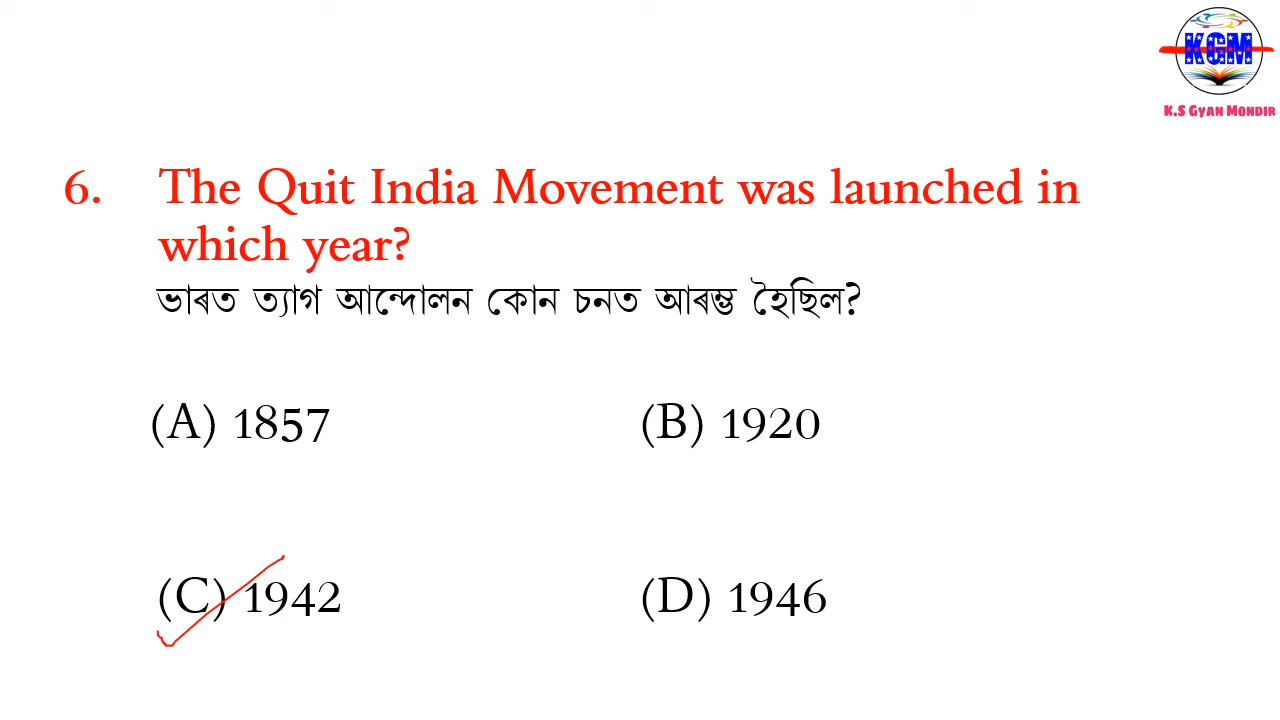 KGM
K.S Gyan Mondir
6. The Quit India Movement was launched in
which year?
ভাৰত ত্যাগ আন্দোলন কোন চনত আৰম্ভ হৈছিল?
(A) 1857 (B) 1920
(C) 1942 (D) 1946